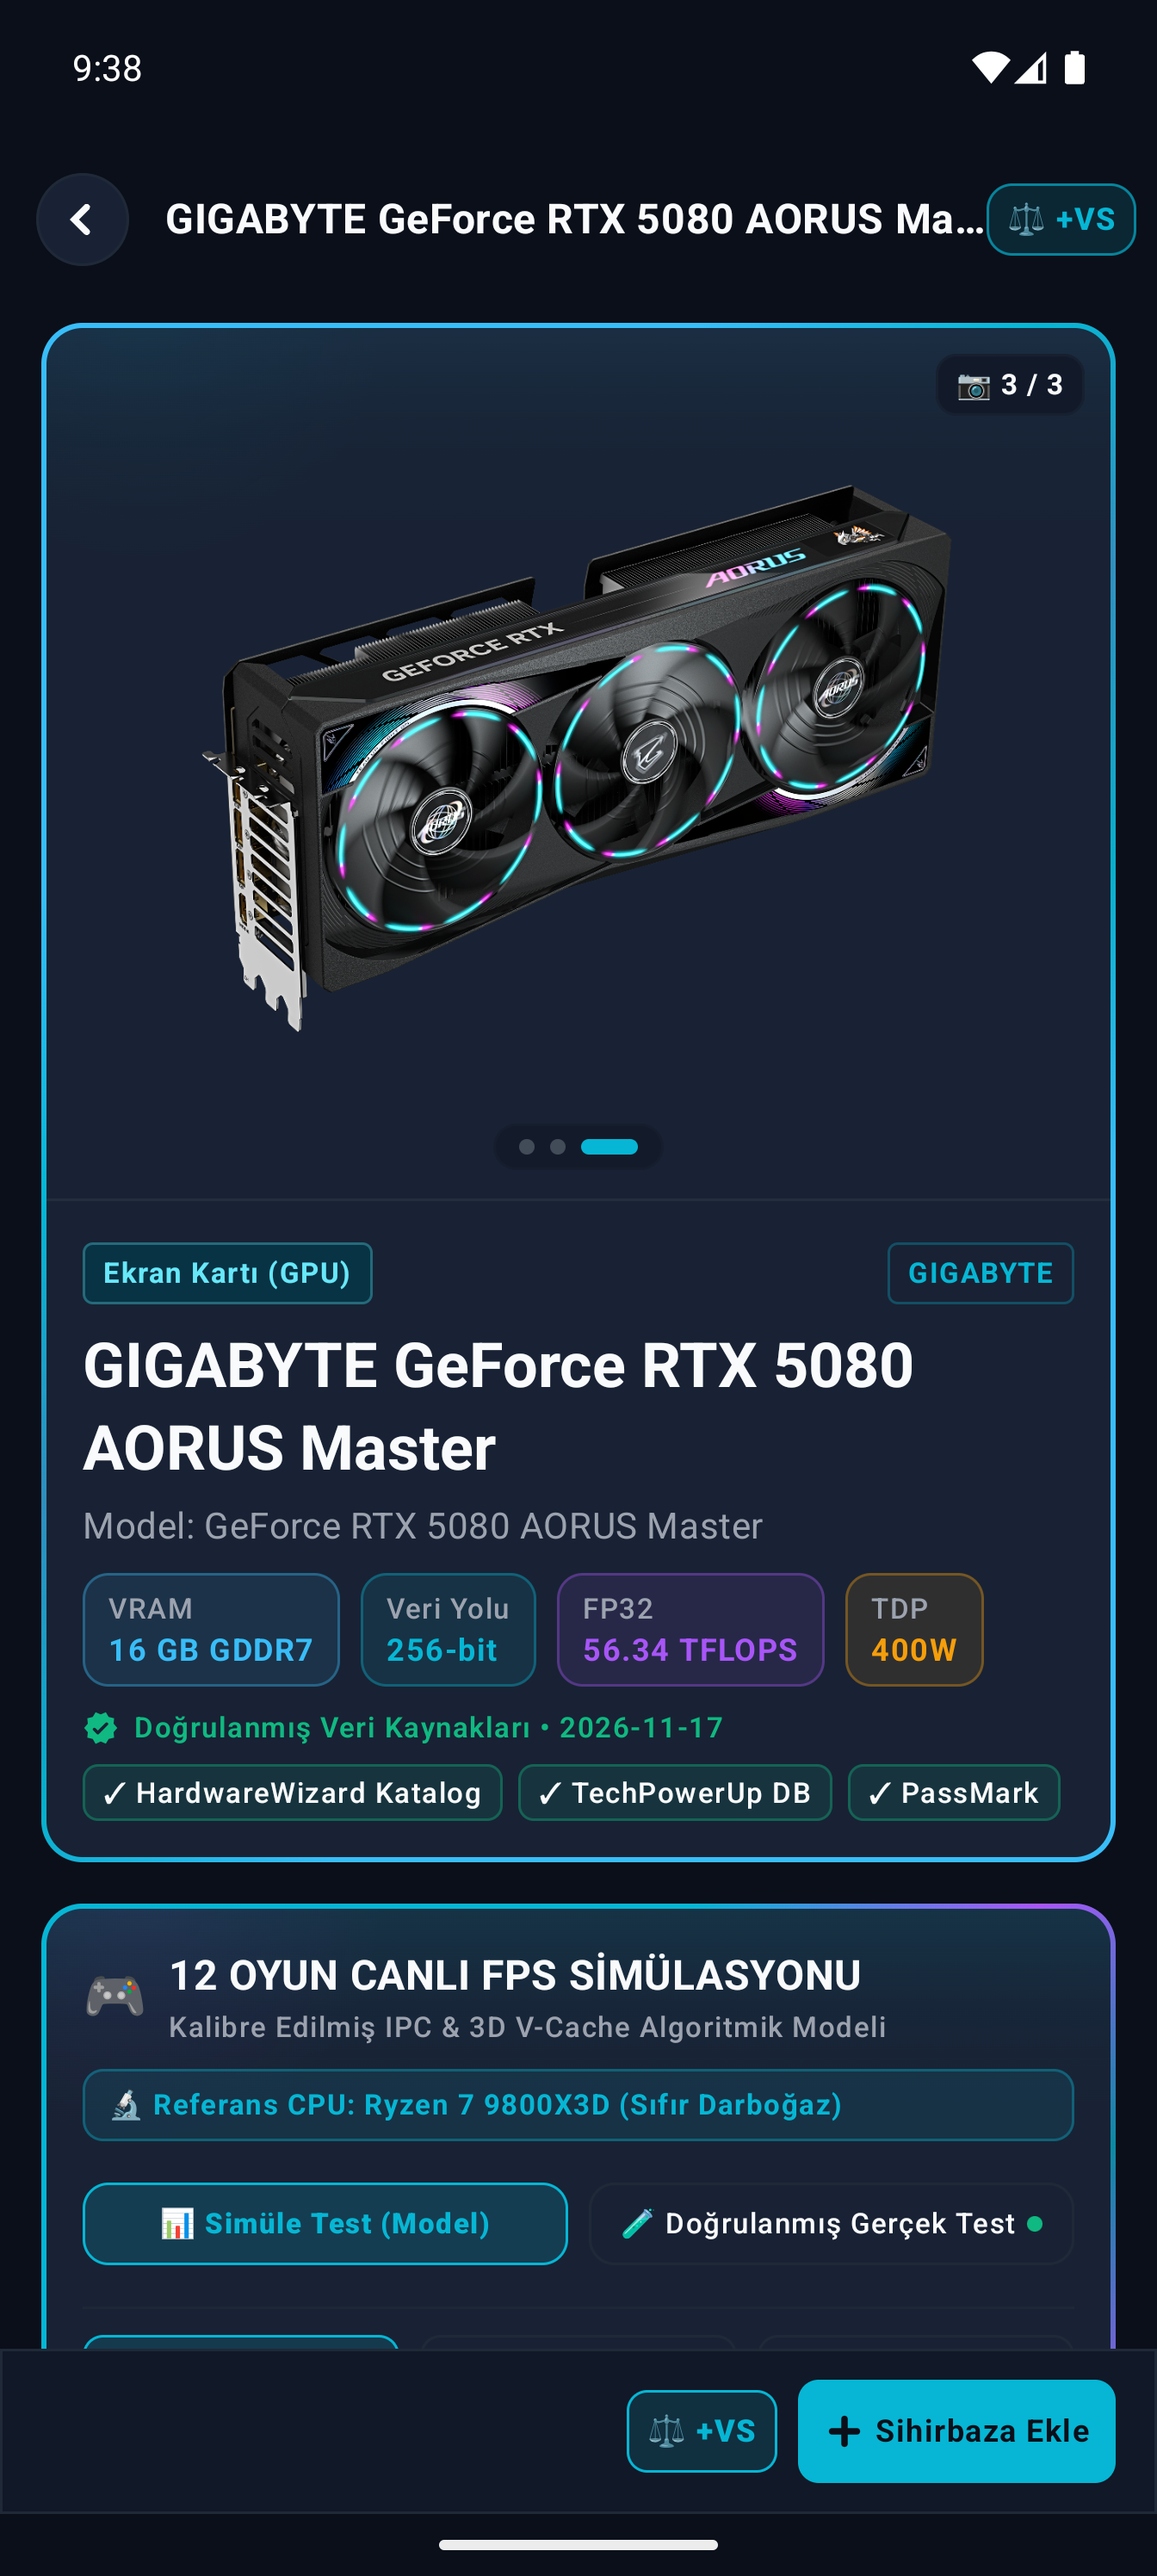 9:38
GIGABYTE GeForce RTX 5080 AORUS Ma...
+VS
3 / 3
GEFORCE RTX
AORUS
AORUS
AORUS
Ekran Kartı (GPU)
GIGABYTE
GIGABYTE GeForce RTX 5080
AORUS Master
Model: GeForce RTX 5080 AORUS Master
VRAM
16 GB GDDR7
Veri Yolu
256-bit
FP32
56.34 TFLOPS
TDP
400W
Doğrulanmış Veri Kaynakları • 2026-11-17
✓ HardwareWizard Katalog
✓ TechPowerUp DB
✓ PassMark
12 OYUN CANLI FPS SİMÜLASYONU
Kalibre Edilmiş IPC & 3D V-Cache Algoritmik Modeli
Referans CPU: Ryzen 7 9800X3D (Sıfır Darboğaz)
Simüle Test (Model)
Doğrulanmış Gerçek Test
+VS
+ Sihirbaza Ekle